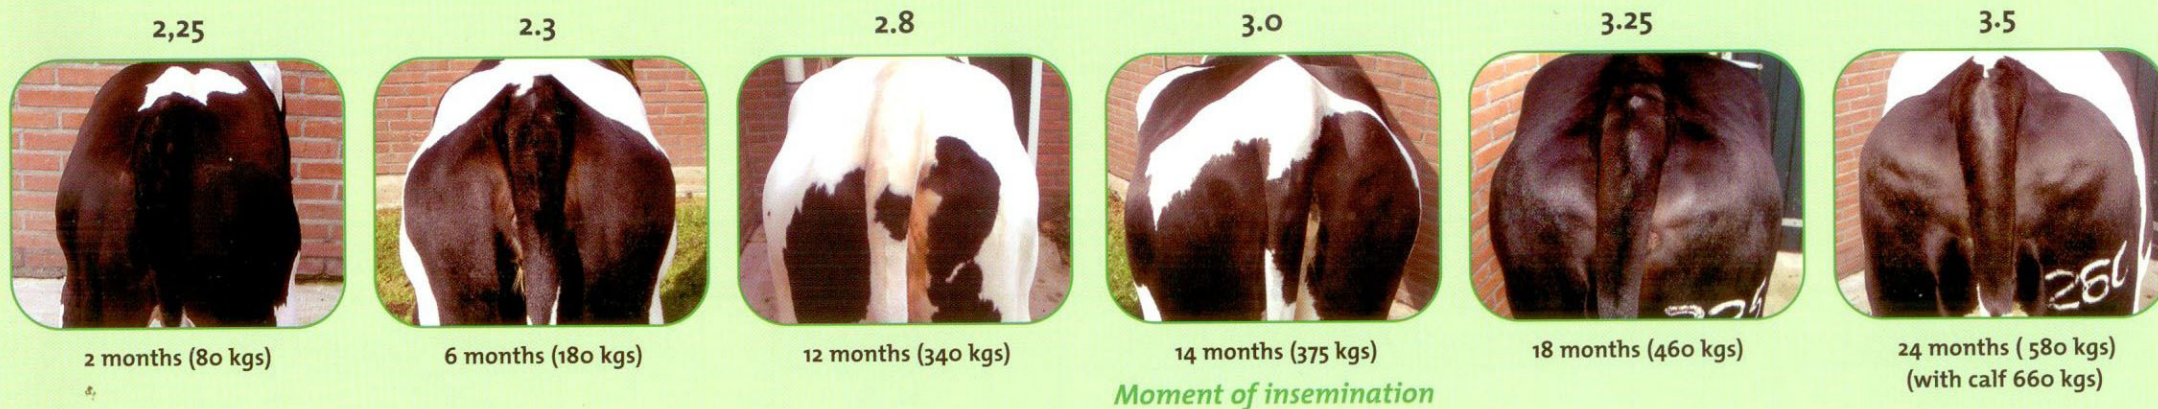 2,25
2.3
2.8
3.0
3.25
3.5
260
2 months (80 kgs)
6 months (180 kgs)
12 months (340 kgs)
14 months (375 kgs)
18 months (460 kgs)
24 months ( 580 kgs)
(with calf 660 kgs)
Moment of insemination